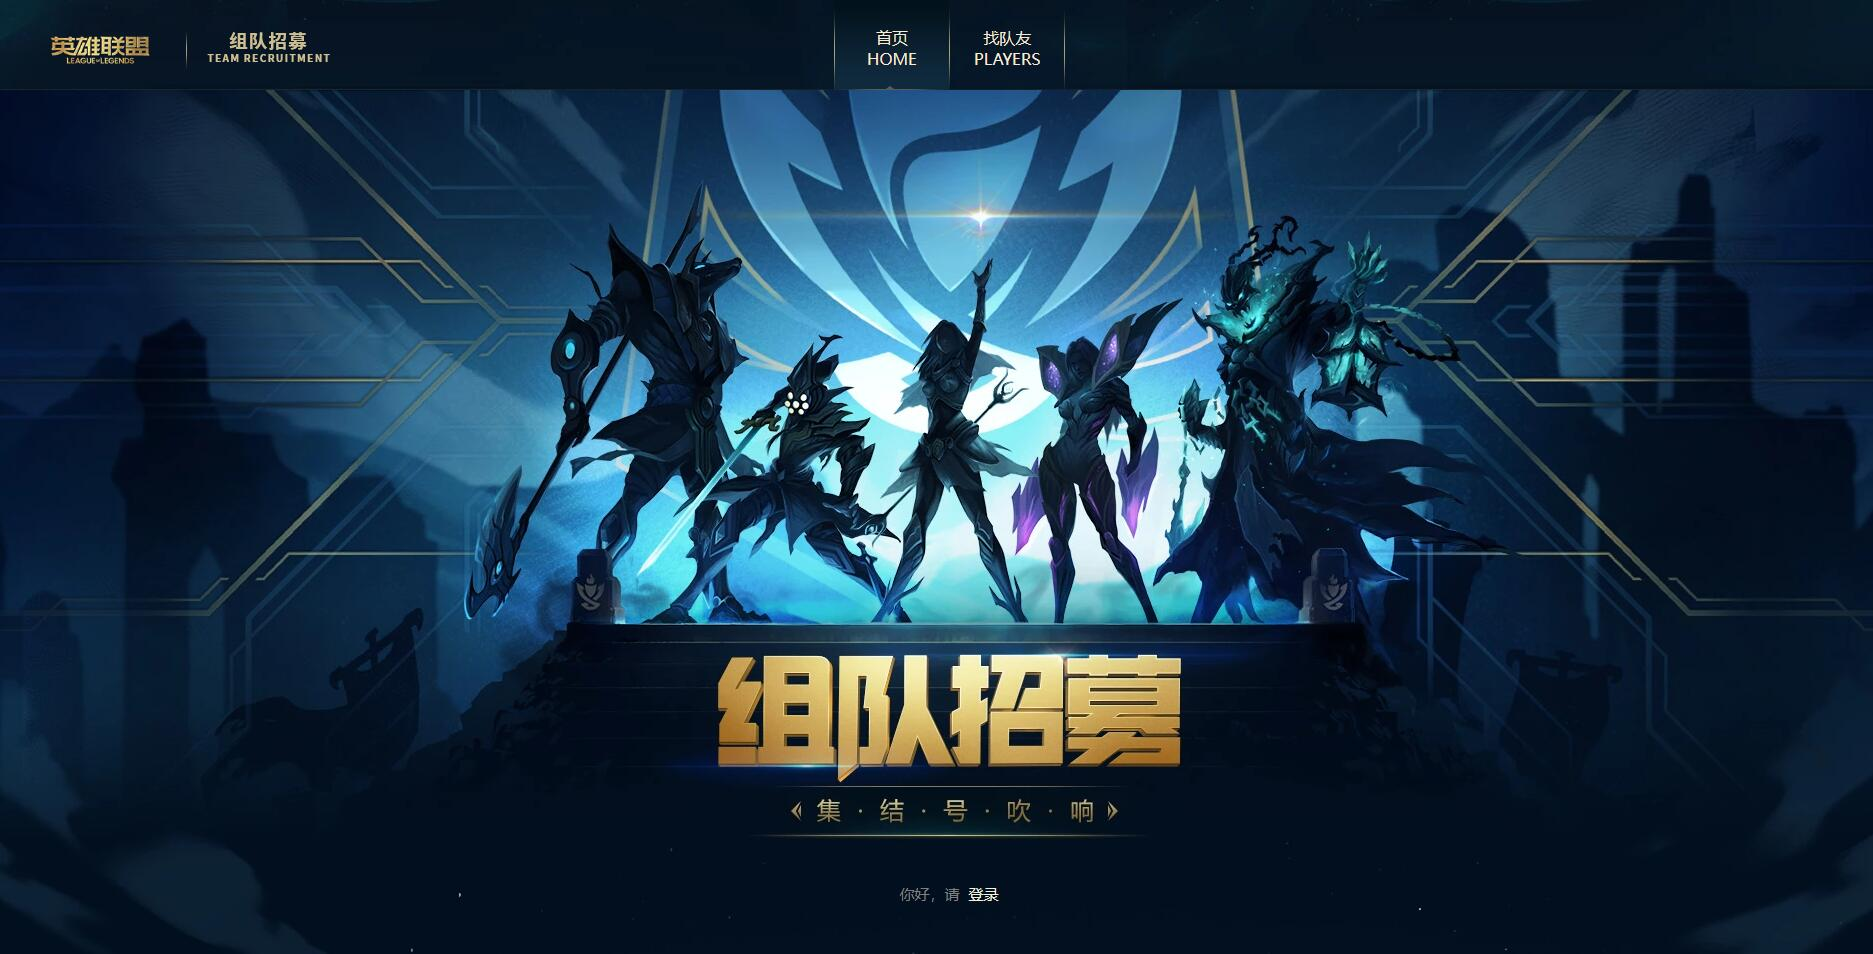 英雄联盟
LEAGUE OF LEGENDS
组队招募
TEAM RECRUITMENT
首页
HOME
找队友
PLAYERS
组队招募
集·结·号·吹·响
你好，请 登录